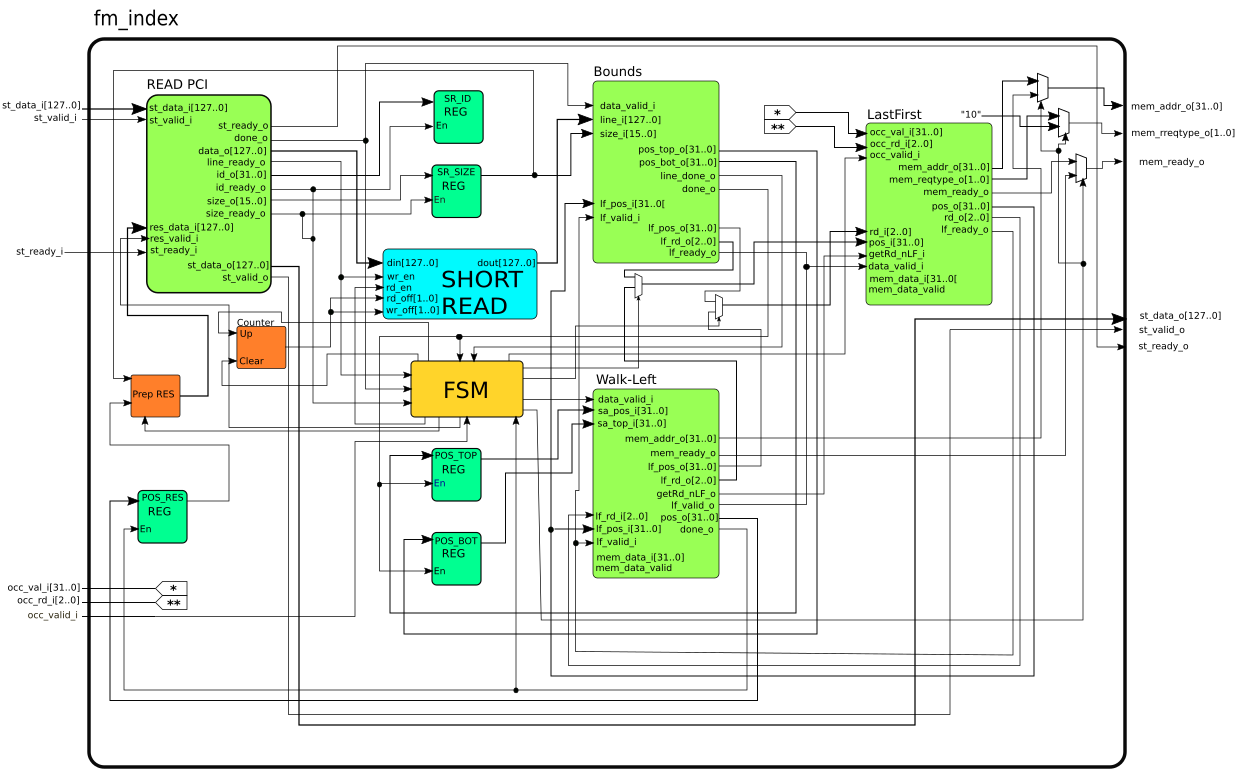 fm_index
st_data_i[127..0]
st_valid_i
st_ready_i
READ PCI
st_data_i[127..0]
st_valid_i
st_ready_o
done_o
data_o[127..0]
line_ready_o
id_o[31..0]
id_ready_o
size_o[15..0]
size_ready_o
res_data_i[127..0]
res_valid_i
st_ready_i
st_data_o[127..0]
st_valid_o
SR_ID
REG
En
SR_SIZE
REG
En
din[127..0]
dout[127..0]
wr_en
rd_en
rd_off[1..0]
wr_off[1..0]
SHORT
READ
Counter
Up
Clear
Prep RES
FSM
POS_RES
REG
En
POS_TOP
REG
En
POS_BOT
REG
En
occ_val_i[31..0]
occ_rd_i[2..0]
occ_valid_i
*
**
Bounds
data_valid_i
line_i[127..0]
size_i[15..0]
pos_top_o[31..0]
pos_bot_o[31..0]
line_done_o
done_o
lf_pos_i[31..0[
lf_valid_i
lf_pos_o[31..0]
lf_rd_o[2..0]
lf_ready_o
Walk-Left
data_valid_i
sa_pos_i[31..0]
sa_top_i[31..0]
mem_addr_o[31..0]
mem_ready_o
lf_pos_o[31..0]
lf_rd_o[2..0]
getRd_nLF_o
lf_valid_o
lf_rd_i[2..0]
pos_o[31..0]
lf_pos_i[31..0]
done_o
lf_valid_i
mem_data_i[31..0]
mem_data_valid
*
**
LastFirst
"10"
occ_val_i[31..0]
occ_rd_i[2..0]
occ_valid_i
mem_addr_o[31..0]
mem_reqtype_o[1..0]
mem_ready_o
pos_o[31..0]
rd_o[2..0]
lf_ready_o
rd_i[2..0]
pos_i[31..0]
getRd_nLF_i
data_valid_i
mem_data_i[31..0[
mem_data_valid
mem_addr_o[31..0]
mem_reqtype_o[1..0]
mem_ready_o
st_data_o[127..0]
st_valid_o
st_ready_o